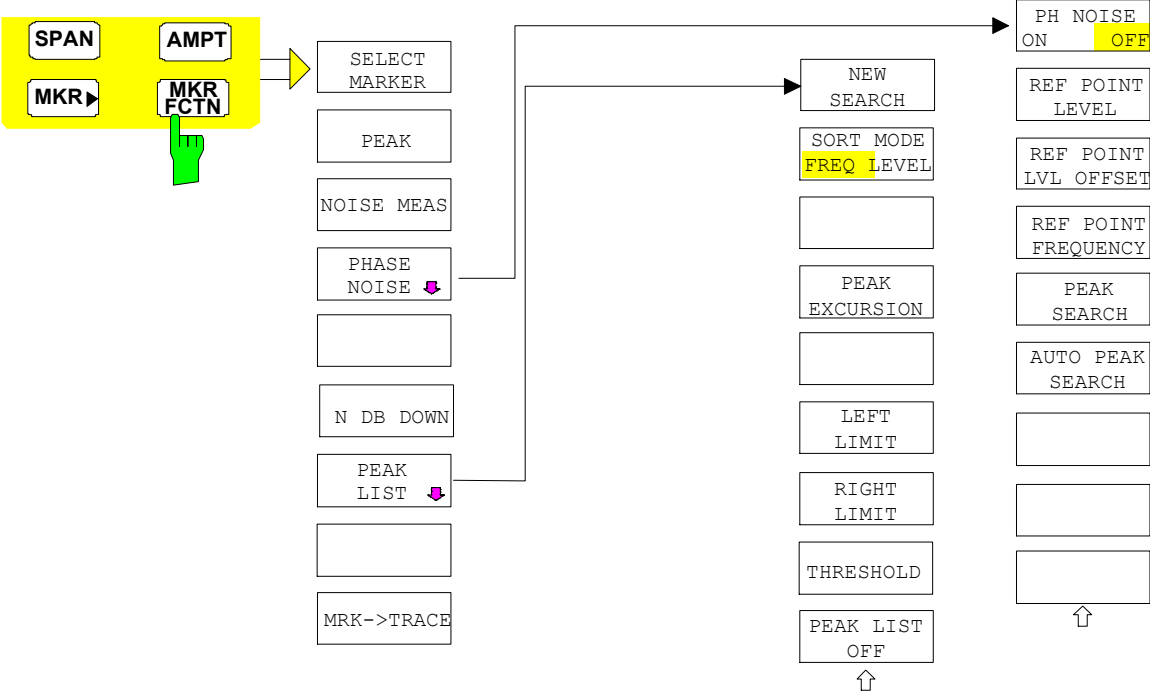 SPAN
AMPT
MKR
MKR
FCTN
SELECT
MARKER
PEAK
NOISE MEAS
PHASE
NOISE
N DB DOWN
PEAK
LIST
MRK->TRACE
NEW
SEARCH
SORT MODE
FREQ LEVEL
PEAK
EXCURSION
LEFT
LIMIT
RIGHT
LIMIT
THRESHOLD
PEAK LIST
OFF
PH NOISE
ON OFF
REF POINT
LEVEL
REF POINT
LVL OFFSET
REF POINT
FREQUENCY
PEAK
SEARCH
AUTO PEAK
SEARCH